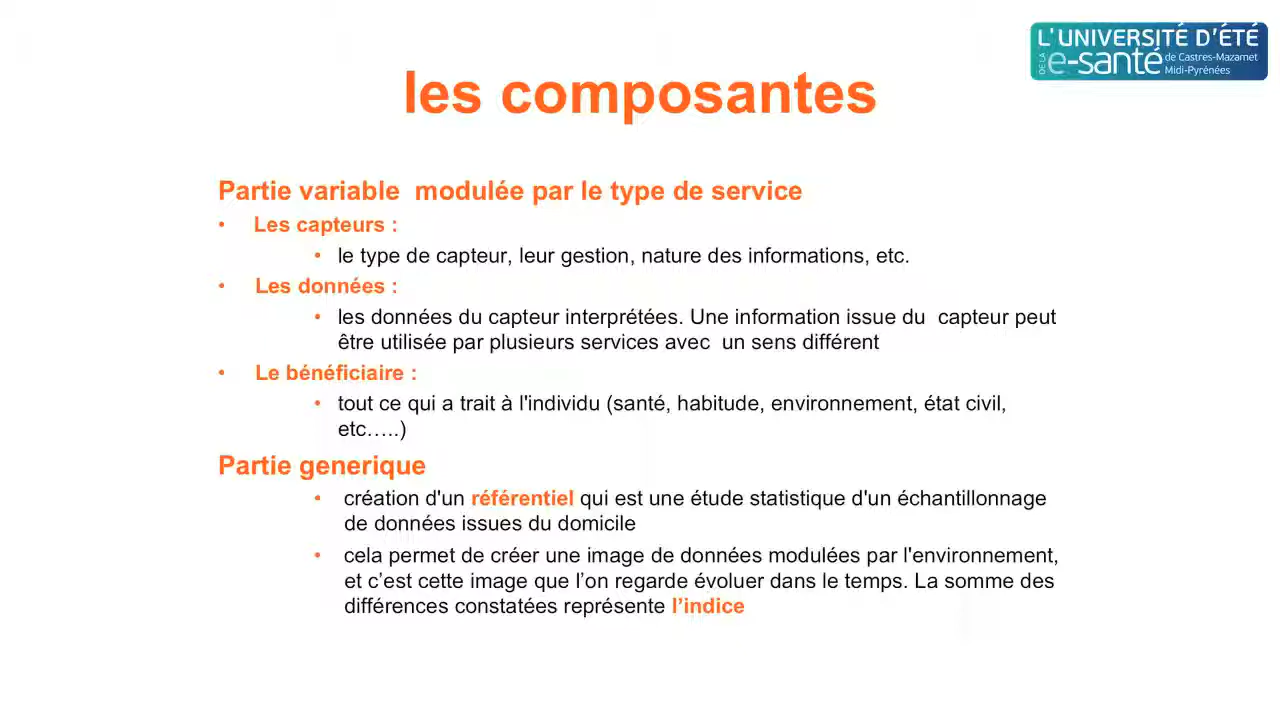 L'UNIVERSITÉ D'ÉTÉ
DE LA e-santé de Castres-Mazamet
Midi-Pyrénées
les composantes
Partie variable  modulée par le type de service
• Les capteurs :
• le type de capteur, leur gestion, nature des informations, etc.
• Les données :
• les données du capteur interprétées. Une information issue du  capteur peut
être utilisée par plusieurs services avec  un sens différent
• Le bénéficiaire :
• tout ce qui a trait à l'individu (santé, habitude, environnement, état civil,
etc…..)
Partie generique
• création d'un référentiel qui est une étude statistique d'un échantillonnage
de données issues du domicile
• cela permet de créer une image de données modulées par l'environnement,
et c’est cette image que l’on regarde évoluer dans le temps. La somme des
différences constatées représente l’indice